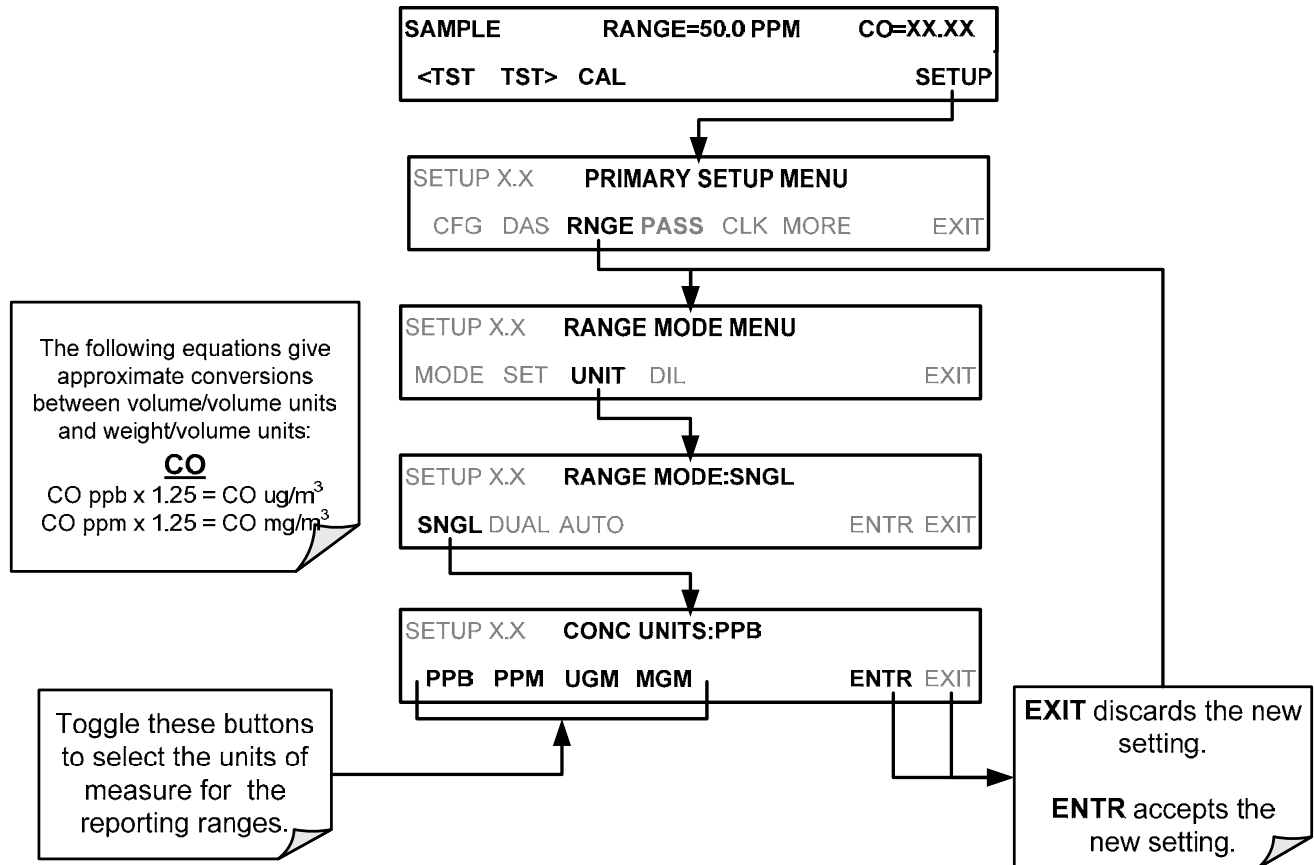 SAMPLE RANGE=50.0 PPM CO=XX.XX
<TST TST> CAL SETUP
SETUP X.X PRIMARY SETUP MENU
CFG DAS RNGE PASS CLK MORE EXIT
SETUP X.X RANGE MODE MENU
MODE SET UNIT DIL EXIT
The following equations give
approximate conversions
between volume/volume units
and weight/volume units:
CO
CO ppb x 1.25 = CO ug/m³
CO ppm x 1.25 = CO mg/m³
SETUP X.X RANGE MODE:SNGL
SNGL DUAL AUTO ENTR EXIT
SETUP X.X CONC UNITS:PPB
PPB PPM UGM MGM ENTR EXIT
Toggle these buttons
to select the units of
measure for the
reporting ranges.
EXIT discards the new
setting.
ENTR accepts the
new setting.